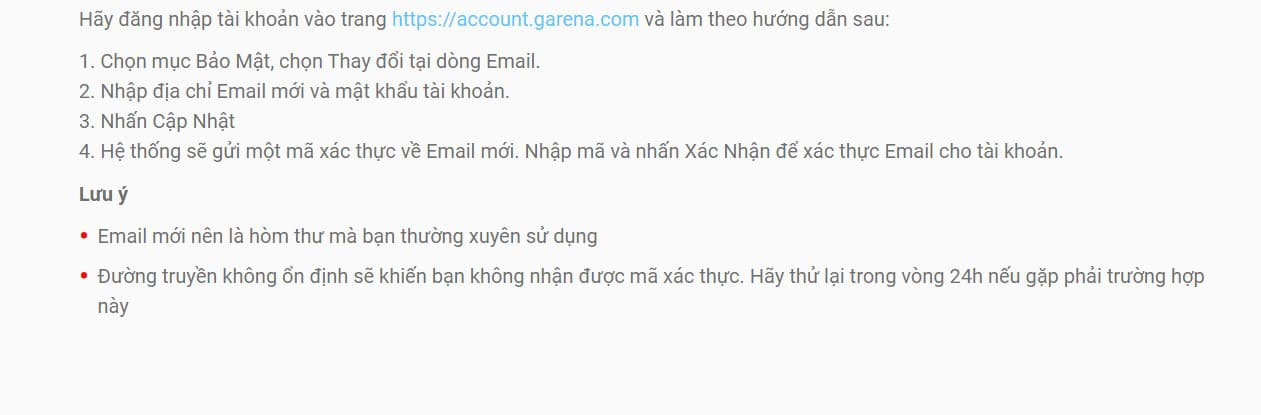 Hãy đăng nhập tài khoản vào trang https://account.garena.com và làm theo hướng dẫn sau:
1. Chọn mục Bảo Mật, chọn Thay đổi tại dòng Email.
2. Nhập địa chỉ Email mới và mật khẩu tài khoản.
3. Nhấn Cập Nhật
4. Hệ thống sẽ gửi một mã xác thực về Email mới. Nhập mã và nhấn Xác Nhận để xác thực Email cho tài khoản.
Lưu ý
• Email mới nên là hòm thư mà bạn thường xuyên sử dụng
• Đường truyền không ổn định sẽ khiến bạn không nhận được mã xác thực. Hãy thử lại trong vòng 24h nếu gặp phải trường hợp
này